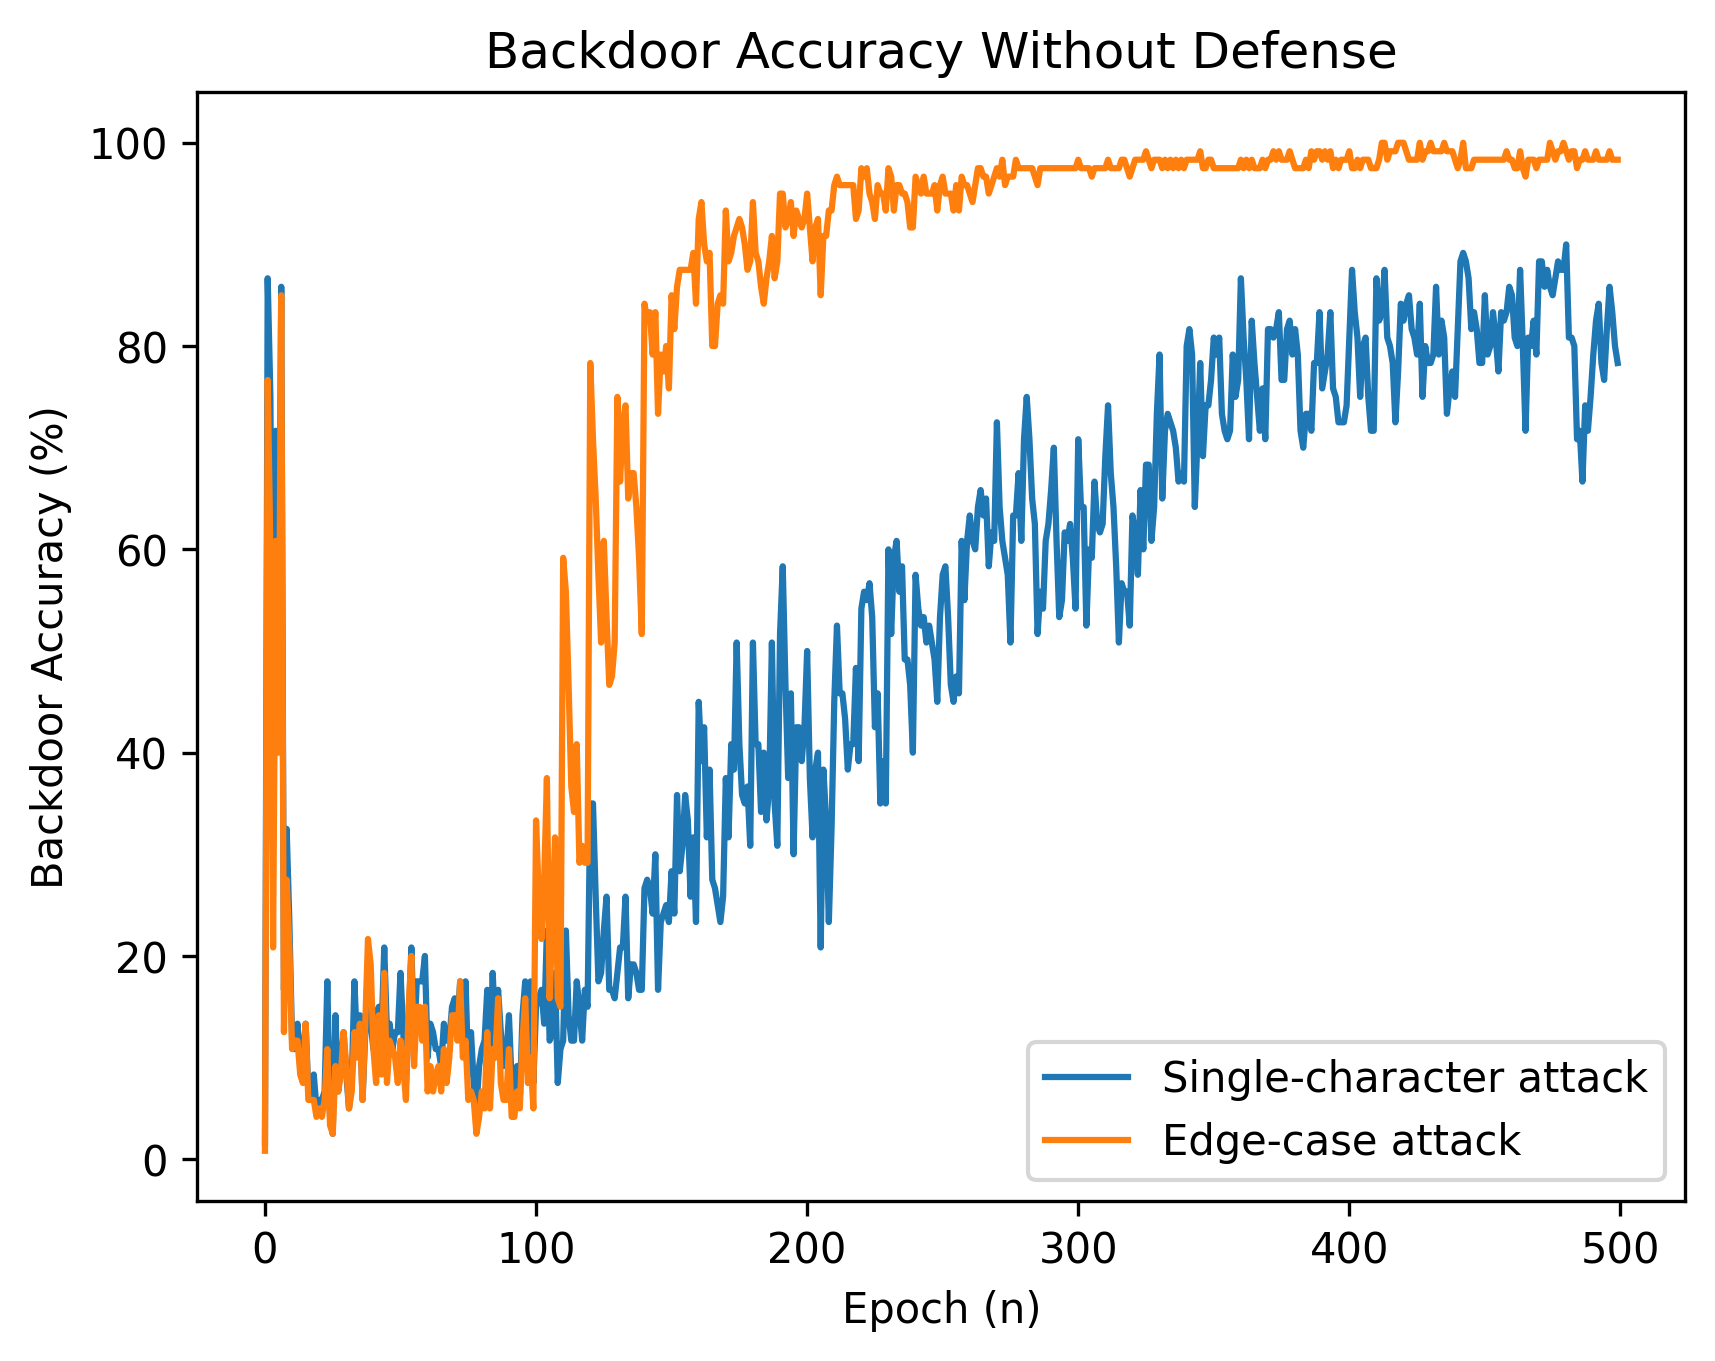 Backdoor Accuracy Without Defense
Backdoor Accuracy (%)
100
80
60
40
20
0
Single-character attack
Edge-case attack
0 100 200 300 400 500
Epoch (n)